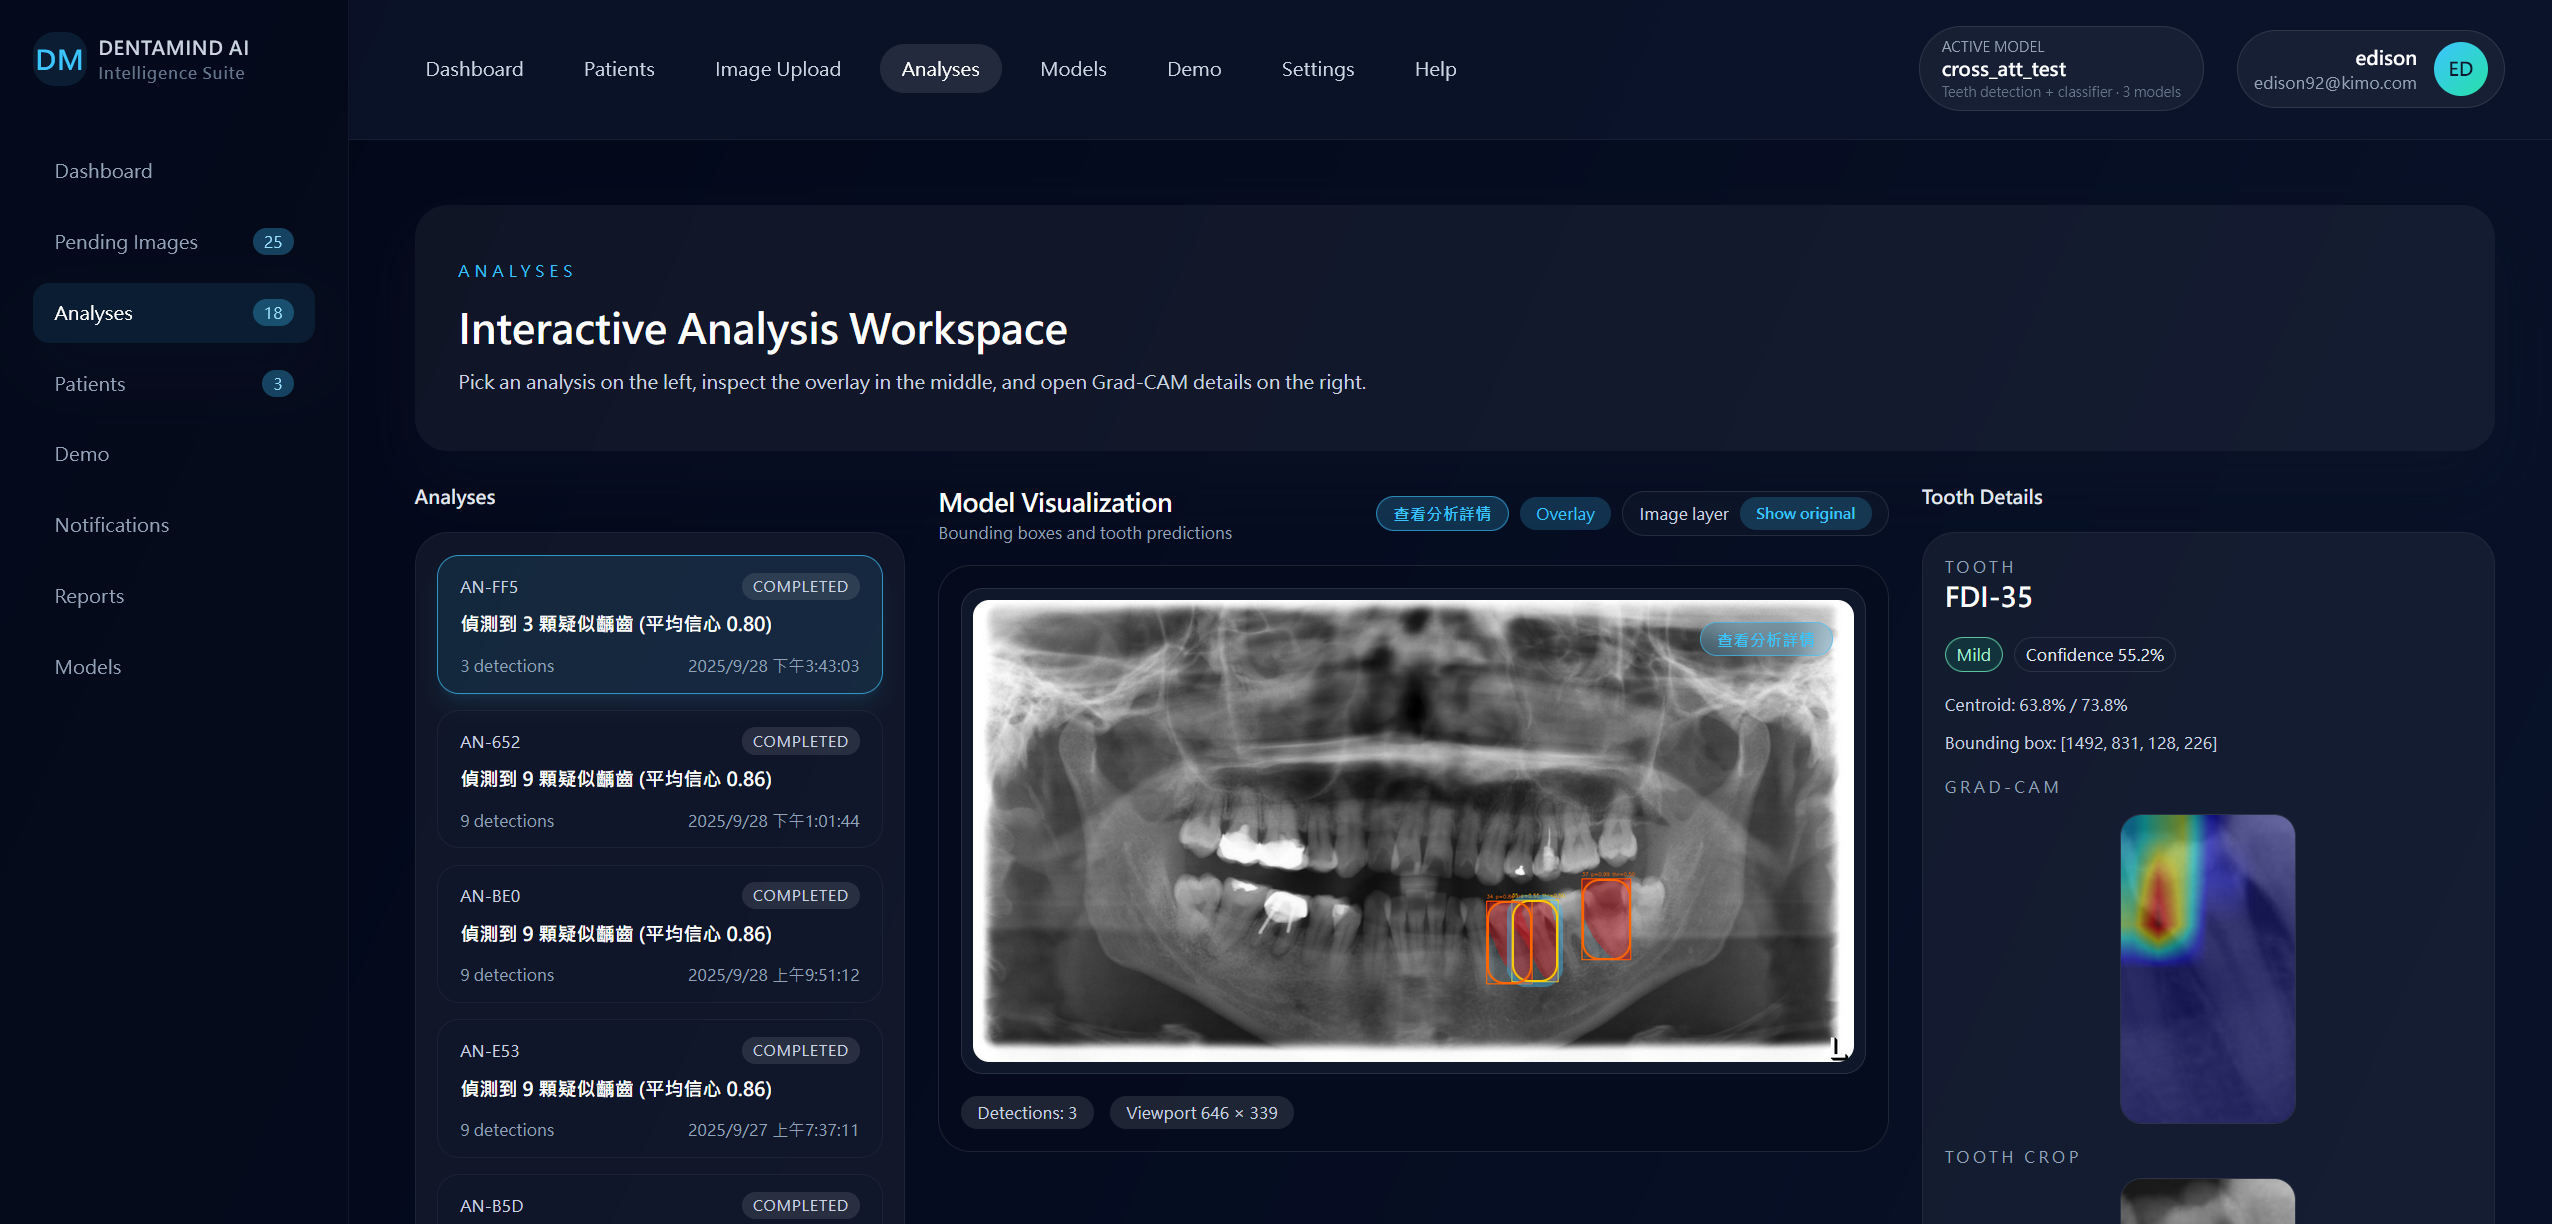 DM
DENTAMIND AI
Intelligence Suite
Dashboard
Pending Images 25
Analyses 18
Patients 3
Demo
Notifications
Reports
Models
Dashboard Patients Image Upload Analyses Models Demo Settings Help
ACTIVE MODEL
cross_att_test
Teeth detection + classifier · 3 models
edison
edison92@kimo.com
ED
ANALYSES
Interactive Analysis Workspace
Pick an analysis on the left, inspect the overlay in the middle, and open Grad-CAM details on the right.
Analyses
AN-FF5 COMPLETED
偵測到 3 顆疑似齲齒 (平均信心 0.80)
3 detections 2025/9/28 下午3:43:03
AN-652 COMPLETED
偵測到 9 顆疑似齲齒 (平均信心 0.86)
9 detections 2025/9/28 下午1:01:44
AN-BE0 COMPLETED
偵測到 9 顆疑似齲齒 (平均信心 0.86)
9 detections 2025/9/28 上午9:51:12
AN-E53 COMPLETED
偵測到 9 顆疑似齲齒 (平均信心 0.86)
9 detections 2025/9/27 上午7:37:11
AN-B5D COMPLETED
Model Visualization
Bounding boxes and tooth predictions
查看分析詳情 Overlay Image layer Show original
查看分析詳情
L
Detections: 3 Viewport 646 × 339
Tooth Details
TOOTH
FDI-35
Mild Confidence 55.2%
Centroid: 63.8% / 73.8%
Bounding box: [1492, 831, 128, 226]
GRAD-CAM
TOOTH CROP